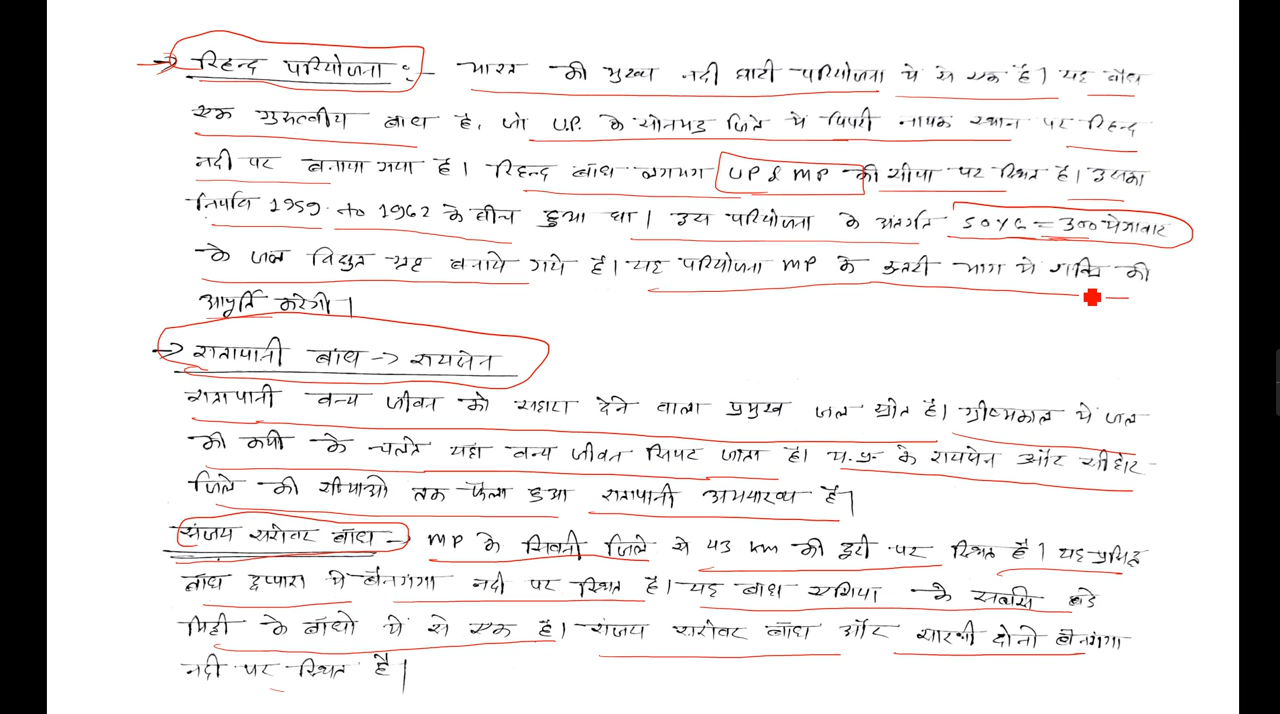 → रिहन्द परियोजना :- भारत की मुख्य नदी घाटी परियोजना मे से एक है। यह बाँध
एक गुरुत्वीय बाँध है, जो U.P. के सोनभद्र जिले मे पिपरी नामक स्थान पर रिहन्द
नदी पर बनाया गया है। रिहन्द बाँध लगभग UP & MP की सीमा पर स्थित है। इसका
निर्माण 1959 to 1962 के बीच हुआ था। इस परियोजना के अंतर्गत 50 = 300 मेगावाट
के जल विद्युत ग्रह बनाये गये है। यह परियोजना MP के उत्तरी भाग मे शक्ति की
आपूर्ति करेगी।
→ रातापानी बाँध → रायसेन
रातापानी वन्य जीवन को सहारा देने वाला प्रमुख जल स्रोत है। ग्रीष्मकाल मे जल
की कमी के चलते यहा वन्य जीवन सिमट जाता है। म.प्र के रायसेन और सीहोर
जिले की सीमाओ तक फैला हुआ रातापानी अभयारण्य है।
संजय सरोवर बाँध → MP के सिवनी जिले से 43 km की दुरी पर स्थित है। यह प्रसिद्ध
बाँध छपारा मे बैनगंगा नदी पर स्थित है। यह बाँध एशिया के सबसे बडे
मिट्टी के बाँधो मे से एक है। संजय सरोवर बाँध और सारनी दोनो बैनगंगा
नदी पर स्थित है।